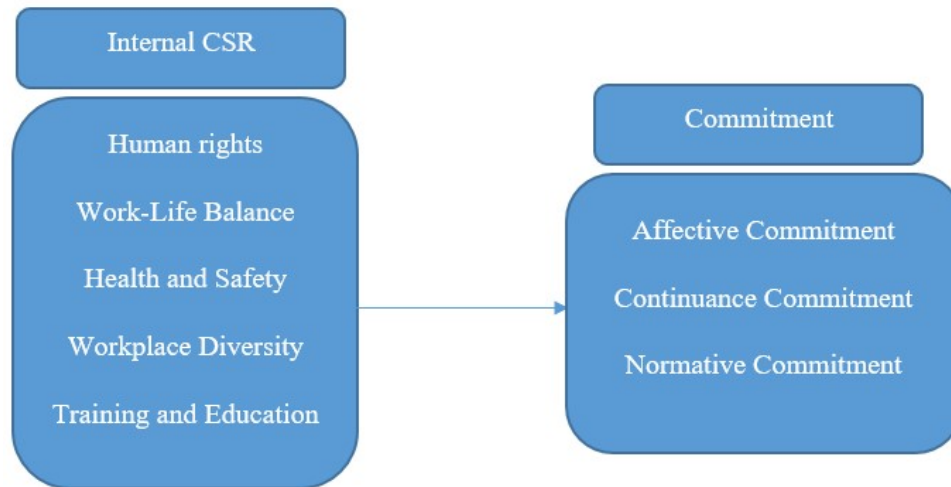 Internal CSR
Human rights
Work-Life Balance
Health and Safety
Workplace Diversity
Training and Education
Commitment
Affective Commitment
Continuance Commitment
Normative Commitment